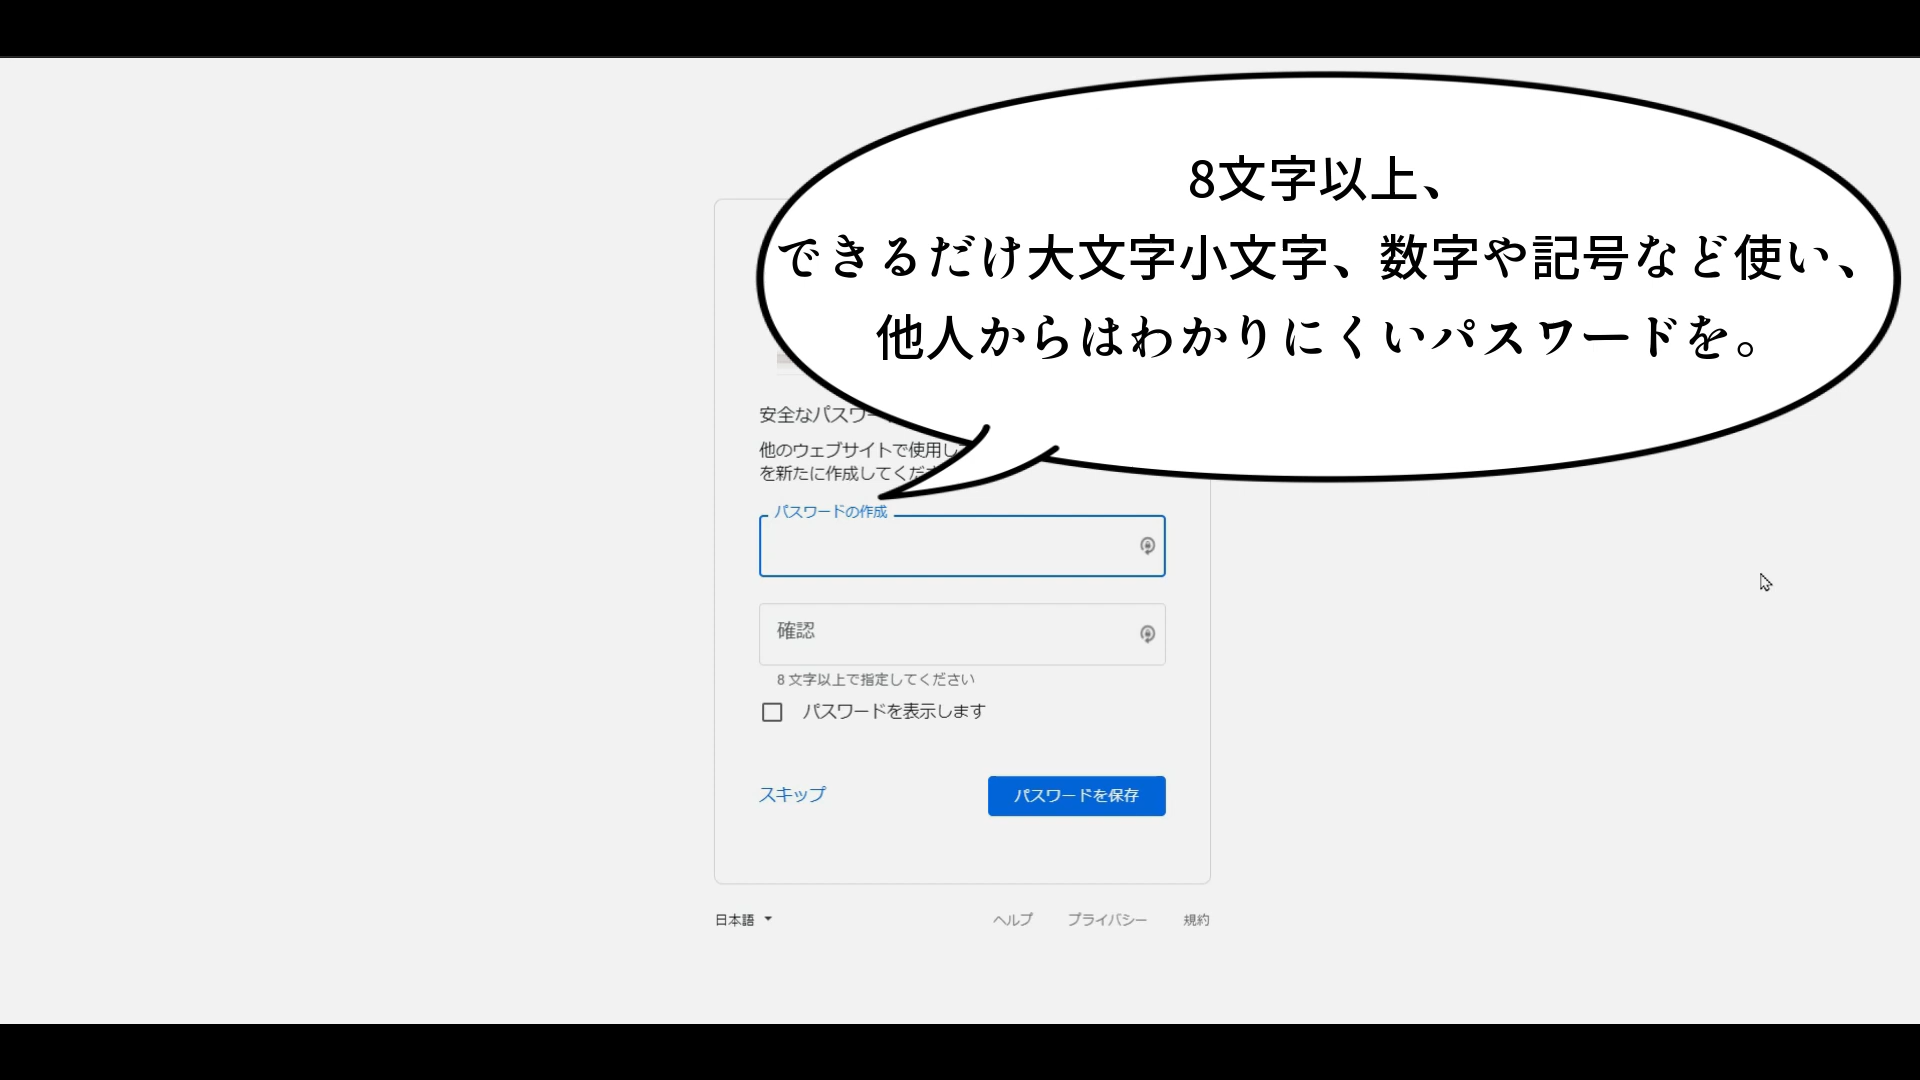 8文字以上、
できるだけ大文字小文字、数字や記号など使い、
他人からはわかりにくいパスワードを。
安全なパスワー
他のウェブサイトで使用し
を新たに作成してくだ
パスワードの作成
確認
8 文字以上で指定してください
パスワードを表示します
スキップ
パスワードを保存
日本語
ヘルプ
プライバシー
規約